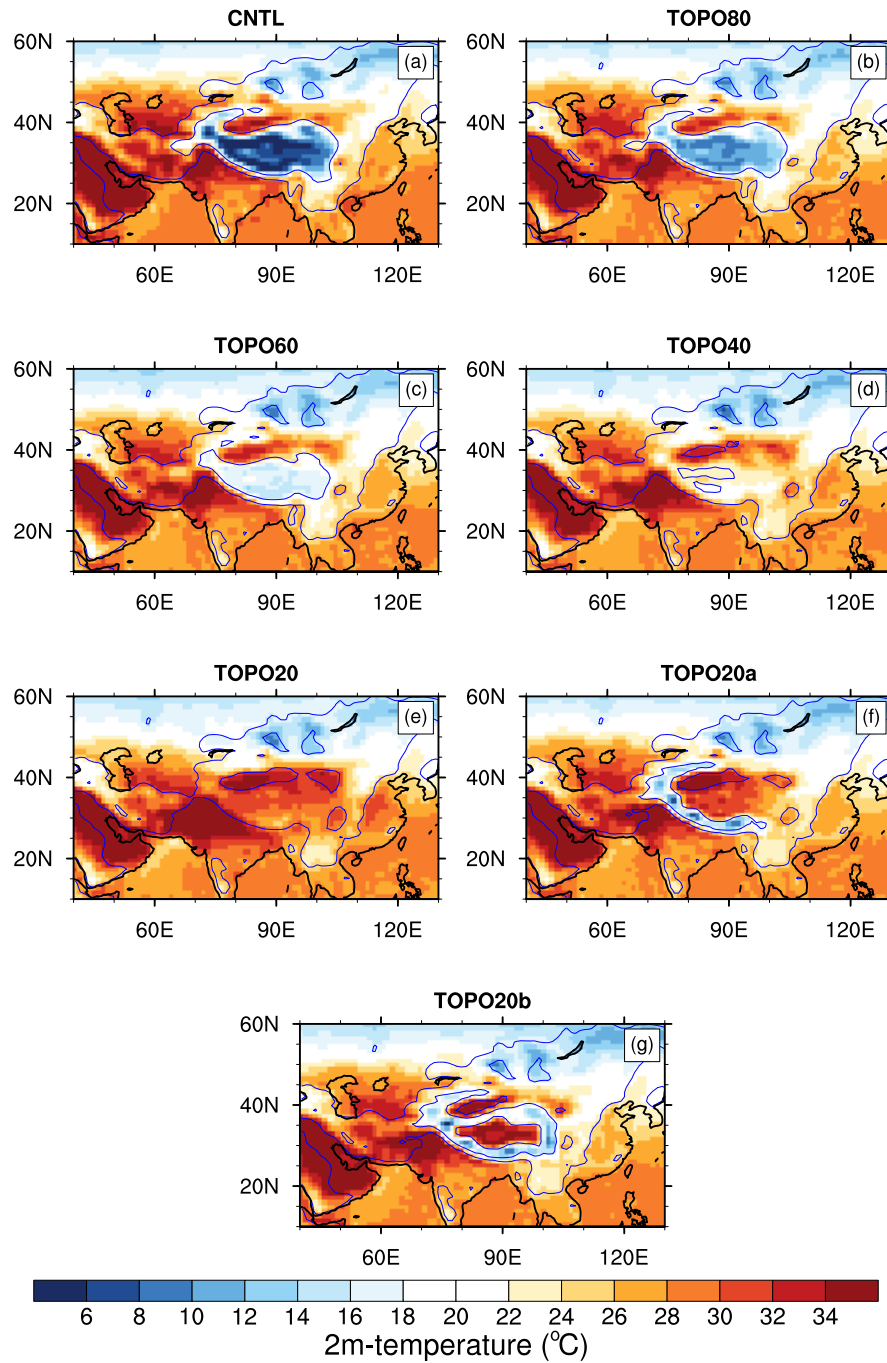 CNTL TOPO80
60N (a) 60N (b)
40N 40N
20N 20N
60E 90E 120E 60E 90E 120E
TOPO60 TOPO40
60N (c) 60N (d)
40N 40N
20N 20N
60E 90E 120E 60E 90E 120E
TOPO20 TOPO20a
60N (e) 60N (f)
40N 40N
20N 20N
60E 90E 120E 60E 90E 120E
TOPO20b
60N (g)
40N
20N
60E 90E 120E
6 8 10 12 14 16 18 20 22 24 26 28 30 32 34
2m-temperature (°C)